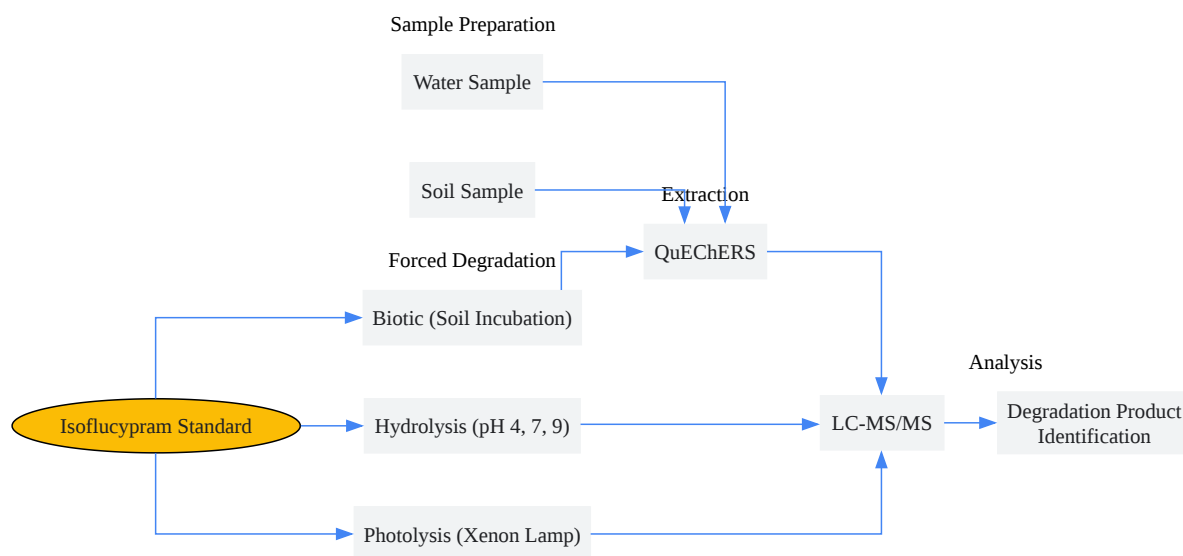 Sample Preparation
Water Sample
Soil Sample
Extraction
QuEChERS
Forced Degradation
Biotic (Soil Incubation)
Analysis
Isoflucypram Standard
Hydrolysis (pH 4, 7, 9)
LC-MS/MS
Degradation Product
Identification
Photolysis (Xenon Lamp)